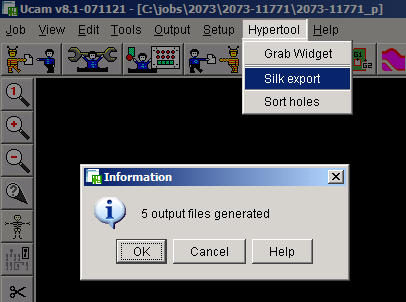 Ucam v8.1-071121 - [C:\jobs\2073\2073-11771\2073-11771_p]
Job View Edit Tools Output Setup Hypertool Help
Grab Widget
Silk export
Sort holes
1
Information
5 output files generated
OK Cancel Help